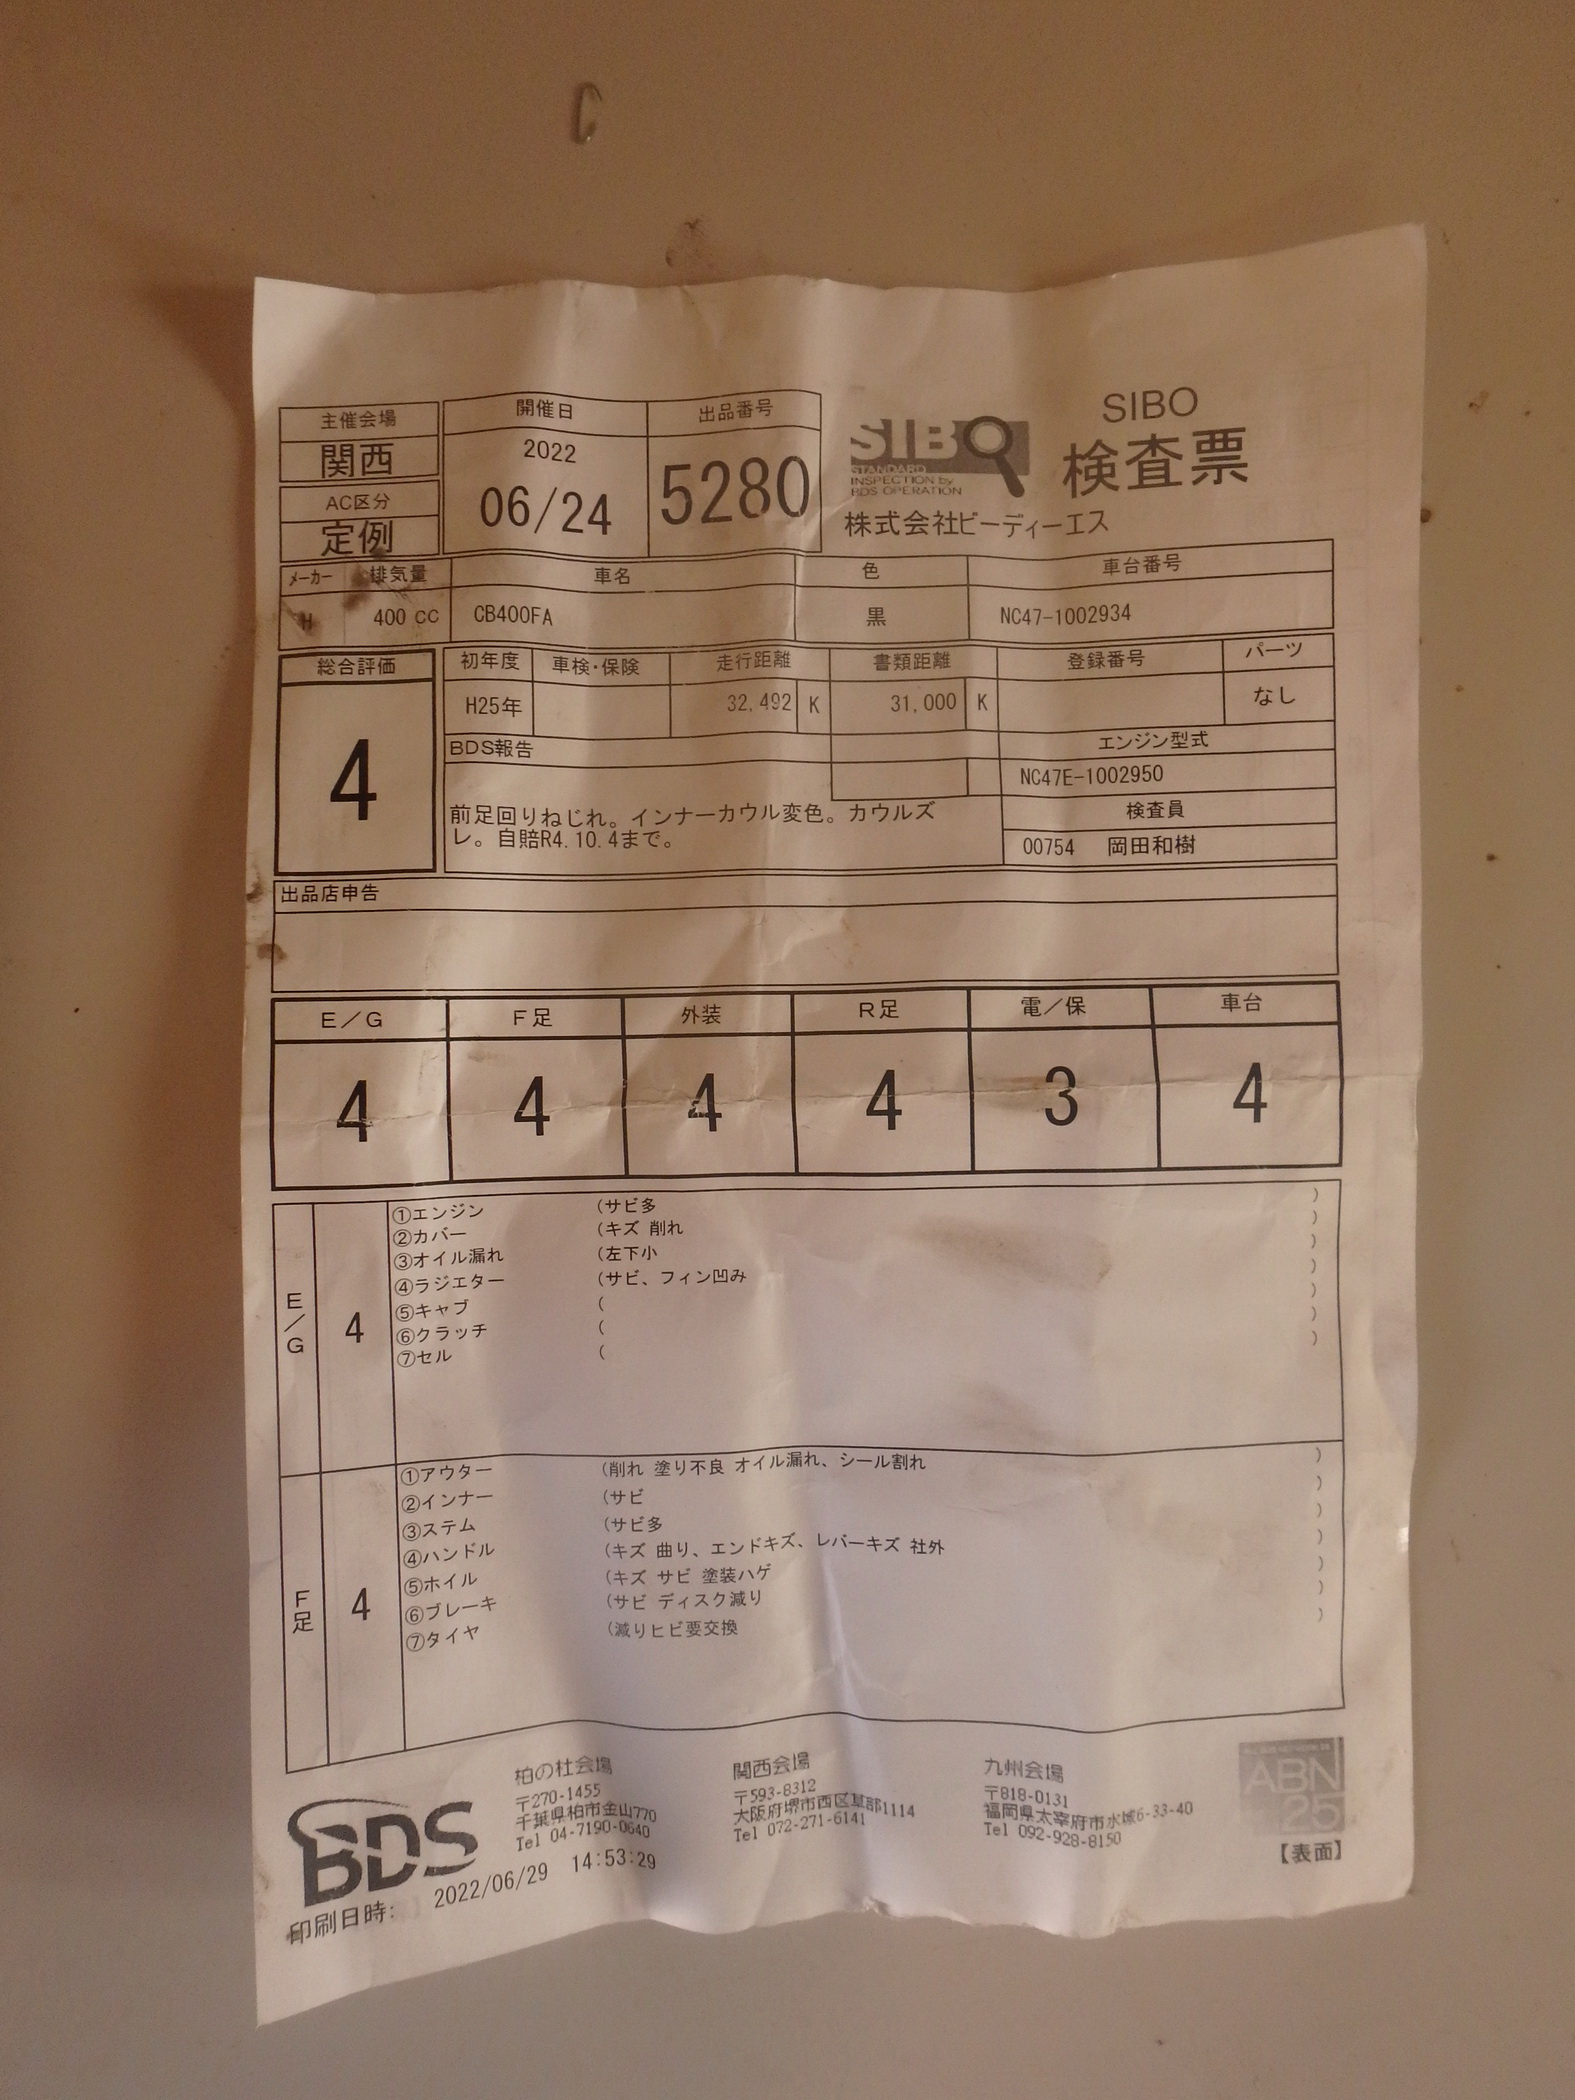 主催会場
関西
AC区分
定例
開催日
2022
06/24
出品番号
5280
SIBO
STANDARD
INSPECTION by
BDS OPERATION
SIBO
検査票
株式会社ビーディーエス
メーカー 排気量 車名 色 車台番号
H 400 CC CB400FA 黒 NC47-1002934
総合評価
4
初年度 車検・保険 走行距離 書類距離 登録番号 パーツ
H25年 32,492 K 31,000 K なし
BDS報告
エンジン型式
NC47E-1002950
検査員
00754 岡田和樹
前足回りねじれ。インナーカウル変色。カウルズ
レ。自賠R4.10.4まで。
出品店申告
E/G F足 外装 R足 電/保 車台
4 4 4 4 3 4
E/G
4
①エンジン (サビ多 )
②カバー (キズ 削れ )
③オイル漏れ (左下小 )
④ラジエター (サビ、フィン凹み )
⑤キャブ ( )
⑥クラッチ ( )
⑦セル ( )
F足
4
①アウター (削れ 塗り不良 オイル漏れ、シール割れ )
②インナー (サビ )
③ステム (サビ多 )
④ハンドル (キズ 曲り、エンドキズ、レバーキズ 社外 )
⑤ホイル (キズ サビ 塗装ハゲ )
⑥ブレーキ (サビ ディスク減り )
⑦タイヤ (減りヒビ要交換 )
BDS
柏の杜会場
〒270-1455
千葉県柏市金山770
Tel 04-7190-0640
関西会場
〒593-8312
大阪府堺市西区草部1114
Tel 072-271-6141
九州会場
〒818-0131
福岡県太宰府市水城6-33-40
Tel 092-928-8150
ABN
25
【表面】
印刷日時: 2022/06/29 14:53:29